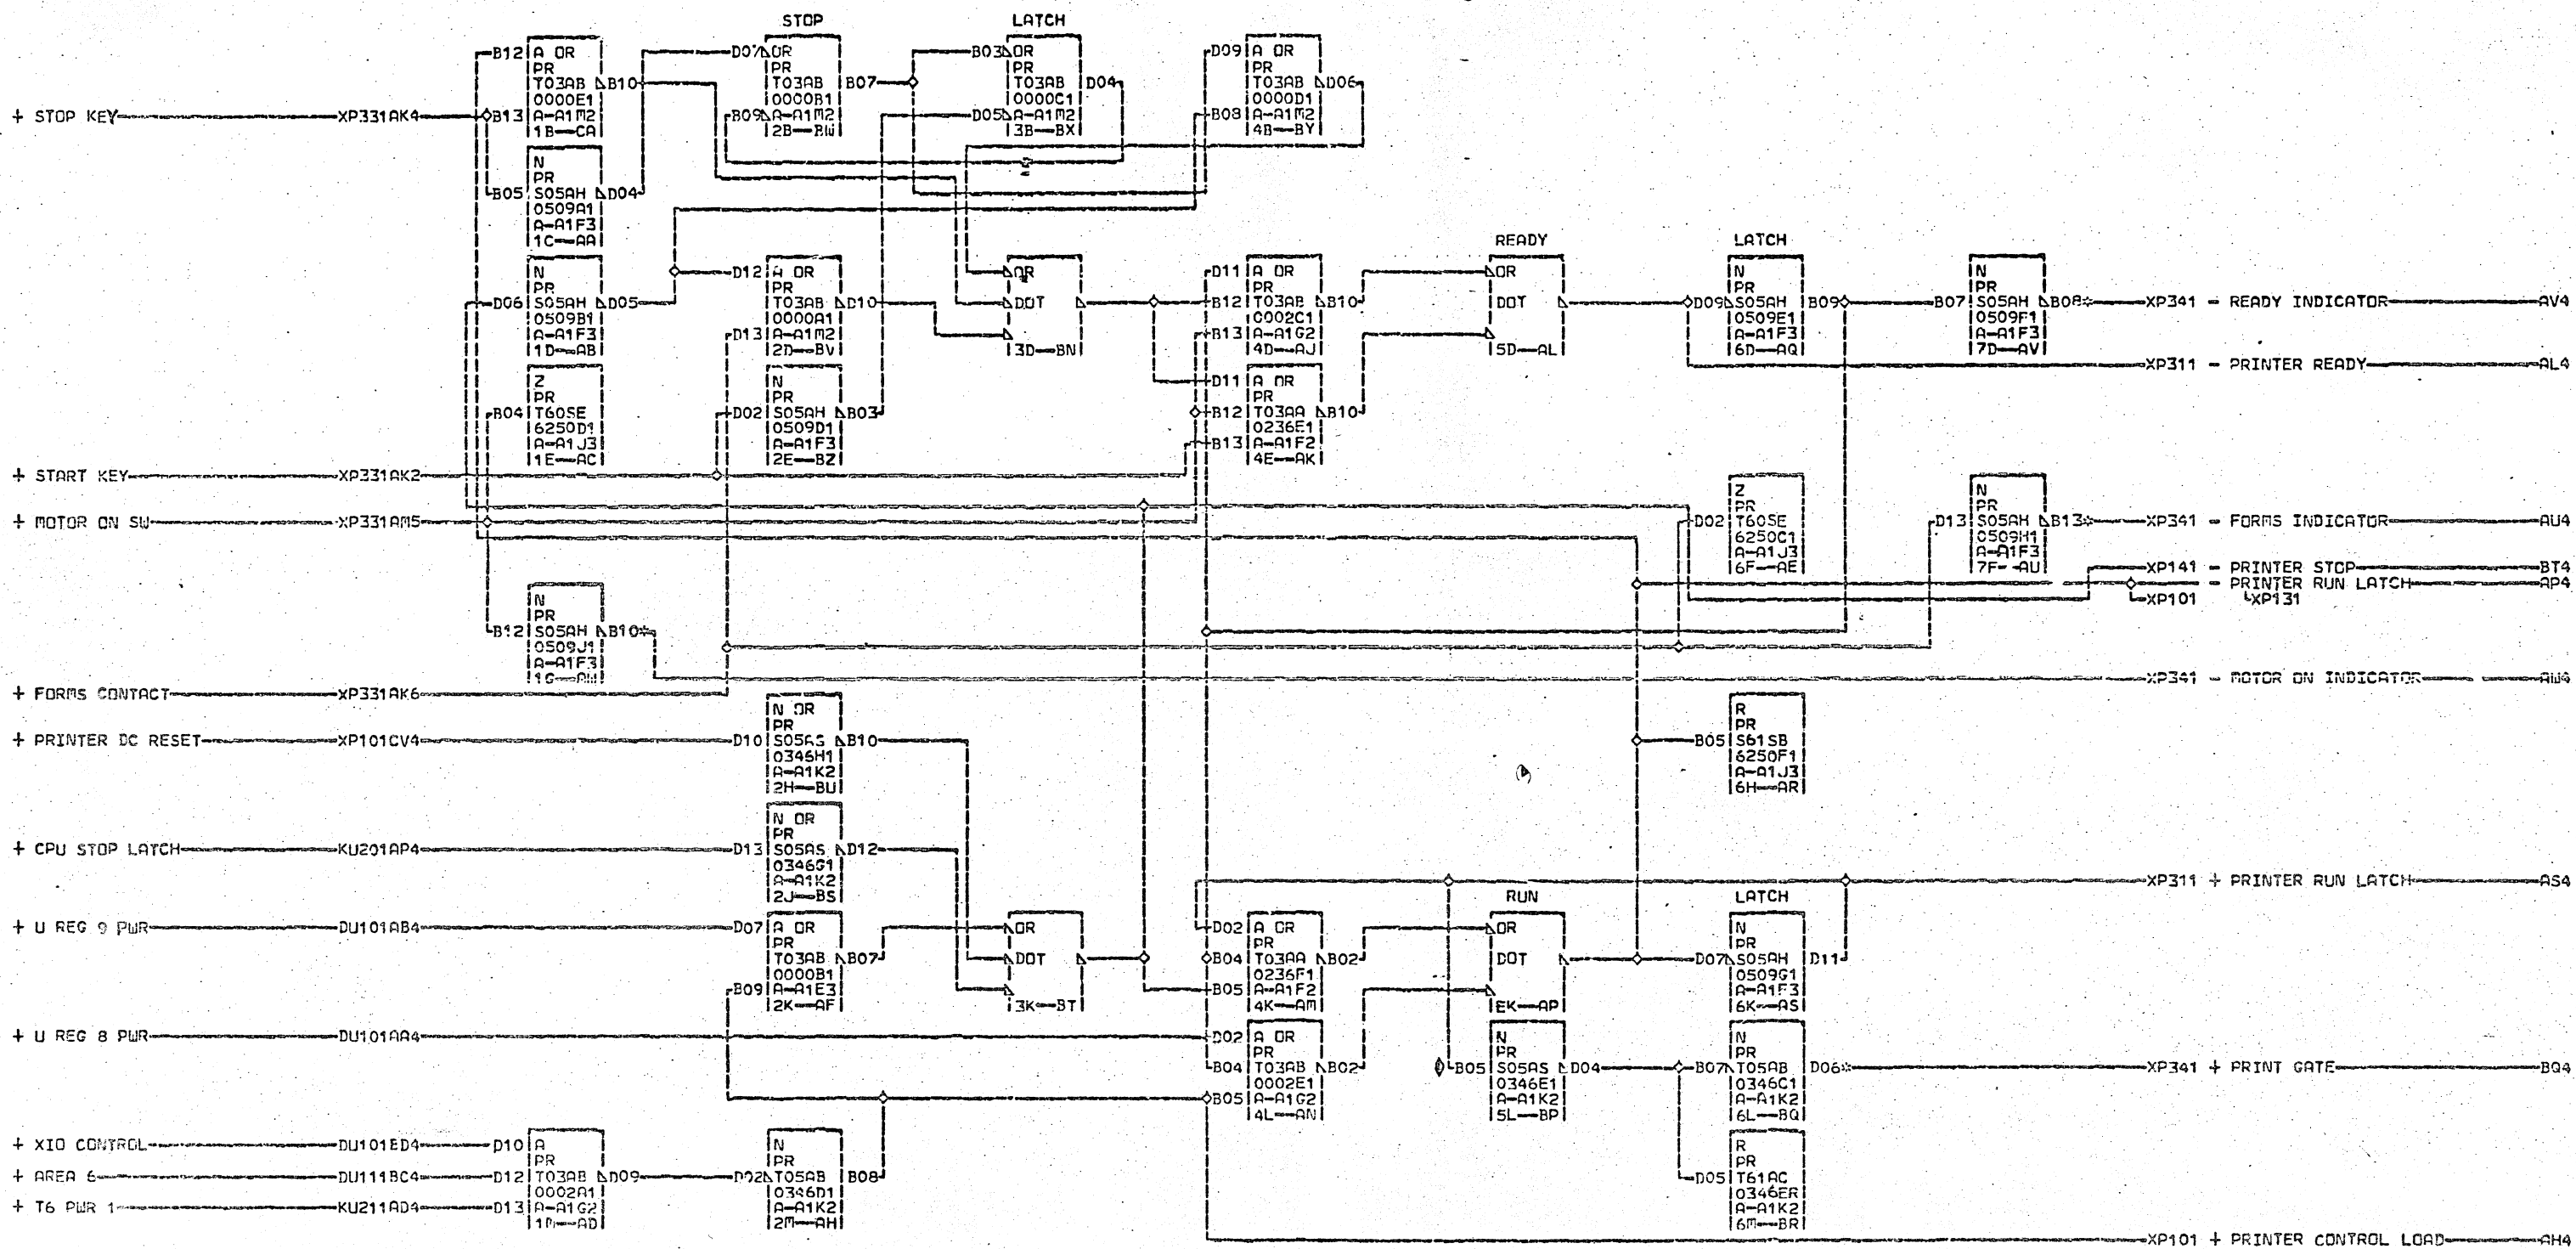 STOP LATCH
B12 A OR D07 OR B03 OR D09 A OR
PR PR PR PR
T03AB B10 T03AB B07 T03AB D04 T03AB D06
0000E1 0000B1 0000C1 0000D1
+ STOP KEY XP331AK4 B13 A-A1M2 B09 A-A1M2 D05 A-A1M2 B08 A-A1M2
1B--CA 2B--BW 3B--BX 4B--BY
N
PR
B05 S05AH D04
0509A1
A-A1F3
1C--AA
READY LATCH
N D12 A OR OR D11 A OR OR N N
PR PR PR PR PR
D06 S05AH D05 T03AB D10 DOT B12 T03AB B10 DOT D09 S05AH B09 B07 S05AH B08* XP341 - READY INDICATOR AV4
0509B1 0000A1 0002C1 0509E1 0509F1
A-A1F3 D13 A-A1M2 B13 A-A1G2 A-A1F3 A-A1F3
1D--AB 2D--BV 3D--BN 4D--AJ 5D--AL 6D--AQ 7D--AV
XP311 - PRINTER READY AL4
Z N D11 A OR
PR PR PR
B04 T60SE D02 S05AH B03 B12 T03AA B10
6250D1 0509D1 0236E1
A-A1J3 A-A1F3 B13 A-A1F2
1E--AC 2E--BZ 4E--AK
+ START KEY XP331AK2
Z N
PR PR
+ MOTOR ON SW XP331AM5 D02 T60SE D13 S05AH B13* XP341 - FORMS INDICATOR AU4
6250C1 0509H1
A-A1J3 A-A1F3
6F--AE 7F- -AU
XP141 - PRINTER STOP BT4
- PRINTER RUN LATCH AP4
XP101 XP131
N
PR
B12 S05AH B10*
0509J1
A-A1F3
1G--AW
XP341 - MOTOR ON INDICATOR AW4
+ FORMS CONTACT XP331AK6
N OR R
PR PR
+ PRINTER DC RESET XP101CV4 D10 S05AS B10 B05 S61SB
0346H1 6250F1
A-A1K2 A-A1J3
2H--BU 6H--AR
N OR
PR
+ CPU STOP LATCH KU201AP4 D13 S05AS D12
0346G1
A-A1K2
2J--BS
XP311 + PRINTER RUN LATCH AS4
RUN LATCH
+ U REG 9 PWR DU101AB4 D07 A OR OR D02 A OR OR N
PR PR PR
T03AB B07 DOT B04 T03AA B02 DOT D07 S05AH D11
0000B1 0236F1 0509G1
B09 A-A1E3 B05 A-A1F2 A-A1F3
2K--AF 3K--BT 4K--AM EK--AP 6K--AS
+ U REG 8 PWR DU101AA4 D02 A OR N N
PR PR PR
B04 T03AB B02 B05 S05AS D04 B07 T05AB D06* XP341 + PRINT GATE BQ4
0002E1 0346E1 0346C1
B05 A-A1G2 A-A1K2 A-A1K2
4L--AN 5L--BP 6L--BQ
+ XIO CONTROL DU101ED4 D10 A N R
PR PR PR
+ AREA 6 DU111BC4 D12 T03AB D09 D02 T05AB B08 D05 T61AC
0002A1 0346D1 0346ER
+ T6 PWR 1 KU211AD4 D13 A-A1G2 A-A1K2 A-A1K2
1M--AD 2M--AH 6M--BR
XP101 + PRINTER CONTROL LOAD AH4